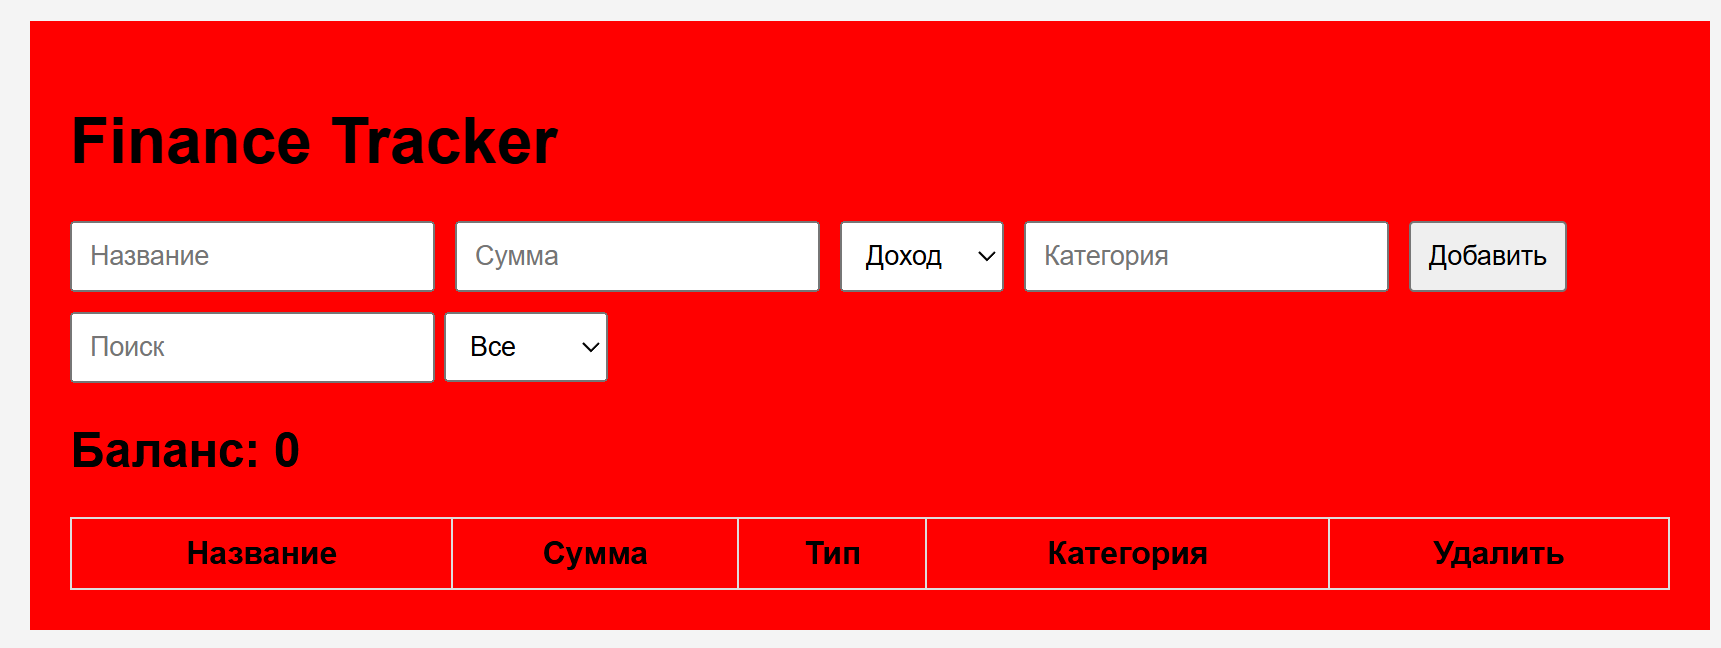 Finance Tracker
Название Сумма Доход Категория Добавить
Поиск Все
Баланс: 0
Название Сумма Тип Категория Удалить